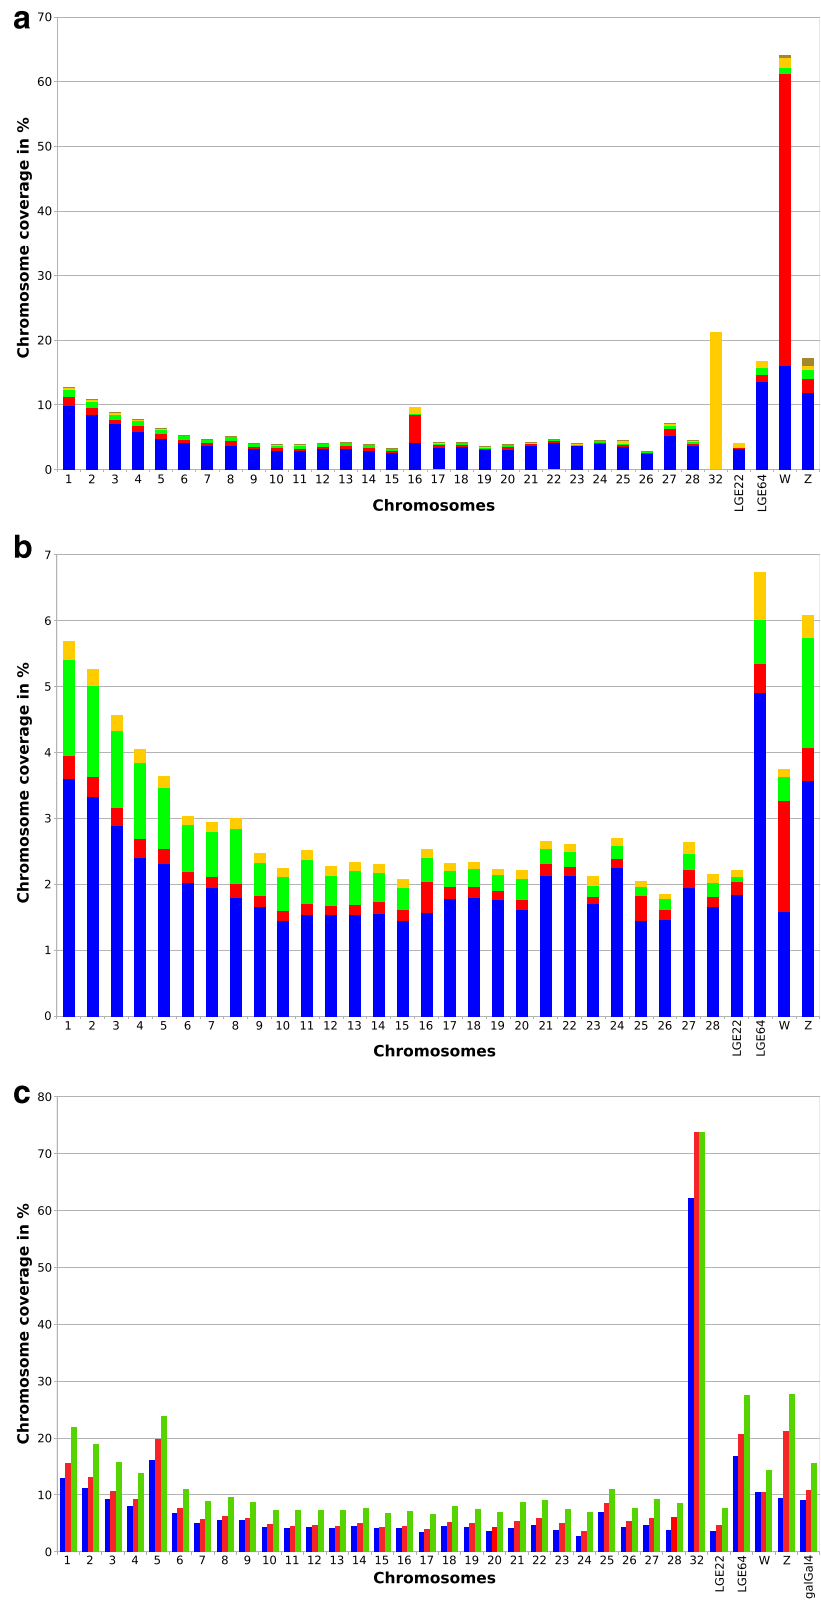 a
Chromosome coverage in %
70
60
50
40
30
20
10
0
1 2 3 4 5 6 7 8 9 10 11 12 13 14 15 16 17 18 19 20 21 22 23 24 25 26 27 28 32 LGE22 LGE64 W Z
Chromosomes
b
Chromosome coverage in %
7
6
5
4
3
2
1
0
1 2 3 4 5 6 7 8 9 10 11 12 13 14 15 16 17 18 19 20 21 22 23 24 25 26 27 28 LGE22 LGE64 W Z
Chromosomes
c
Chromosome coverage in %
80
70
60
50
40
30
20
10
0
1 2 3 4 5 6 7 8 9 10 11 12 13 14 15 16 17 18 19 20 21 22 23 24 25 26 27 28 32 LGE22 LGE64 W Z galGal4
Chromosomes